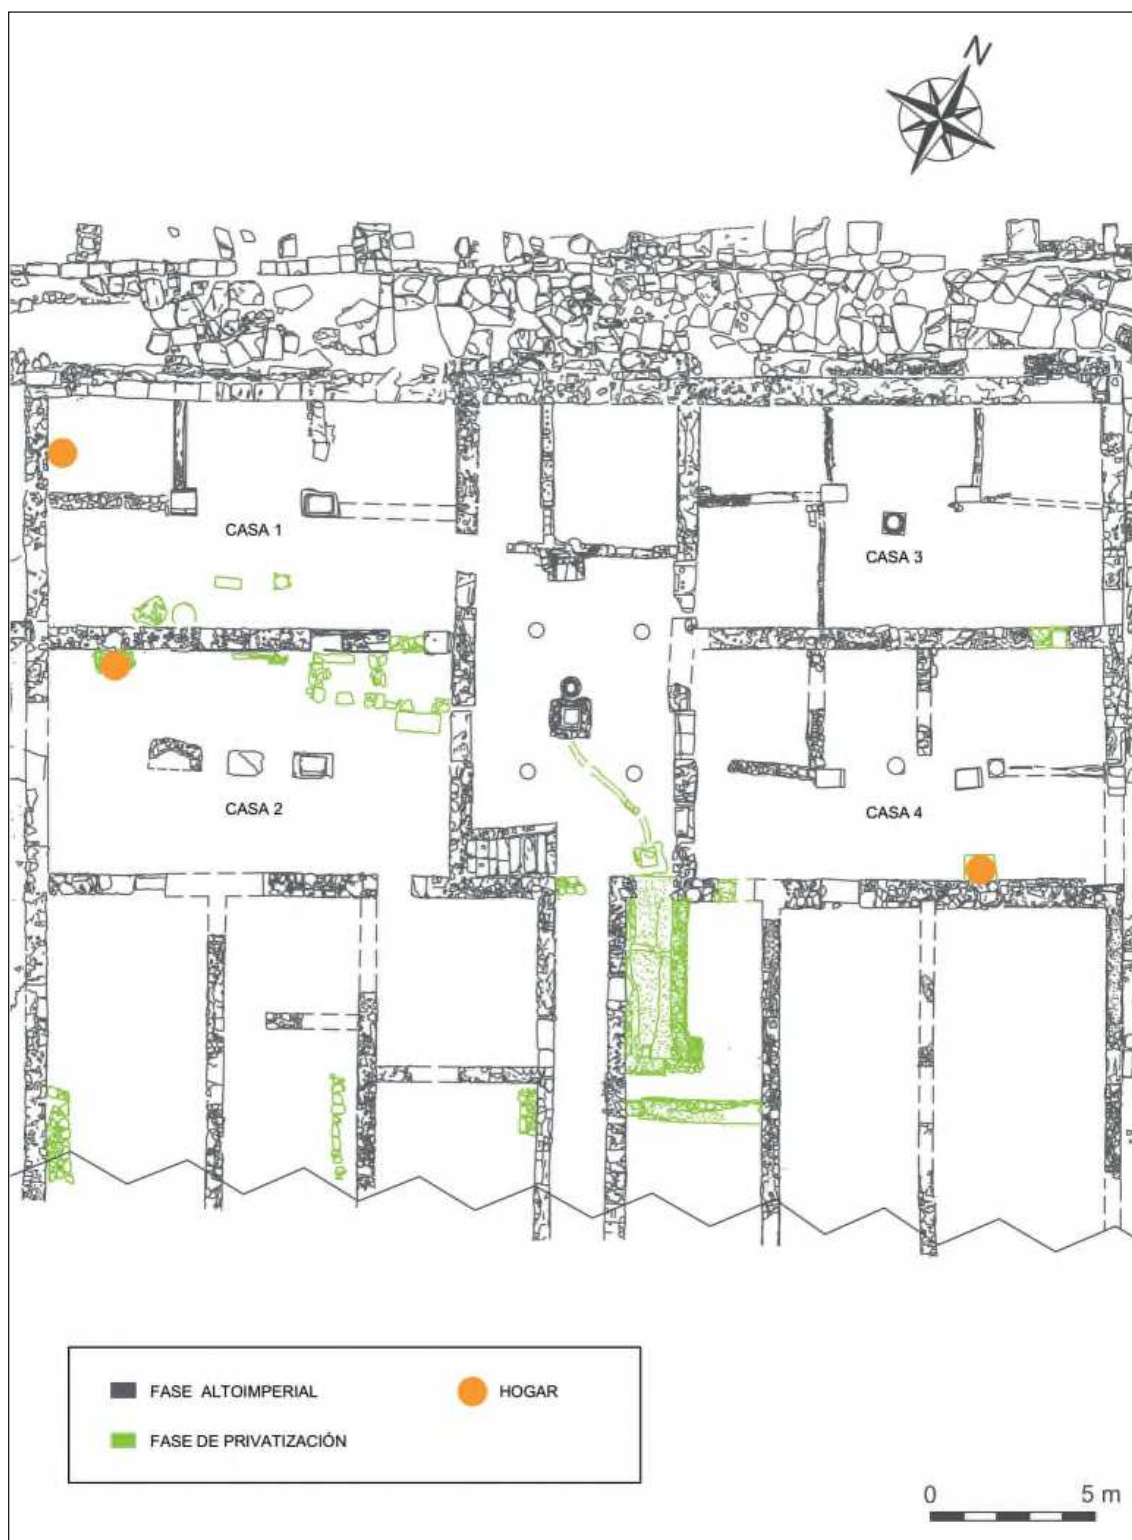 N
CASA 1
CASA 3
CASA 2
CASA 4
FASE ALTOIMPERIAL
HOGAR
FASE DE PRIVATIZACIÓN
0 5 m